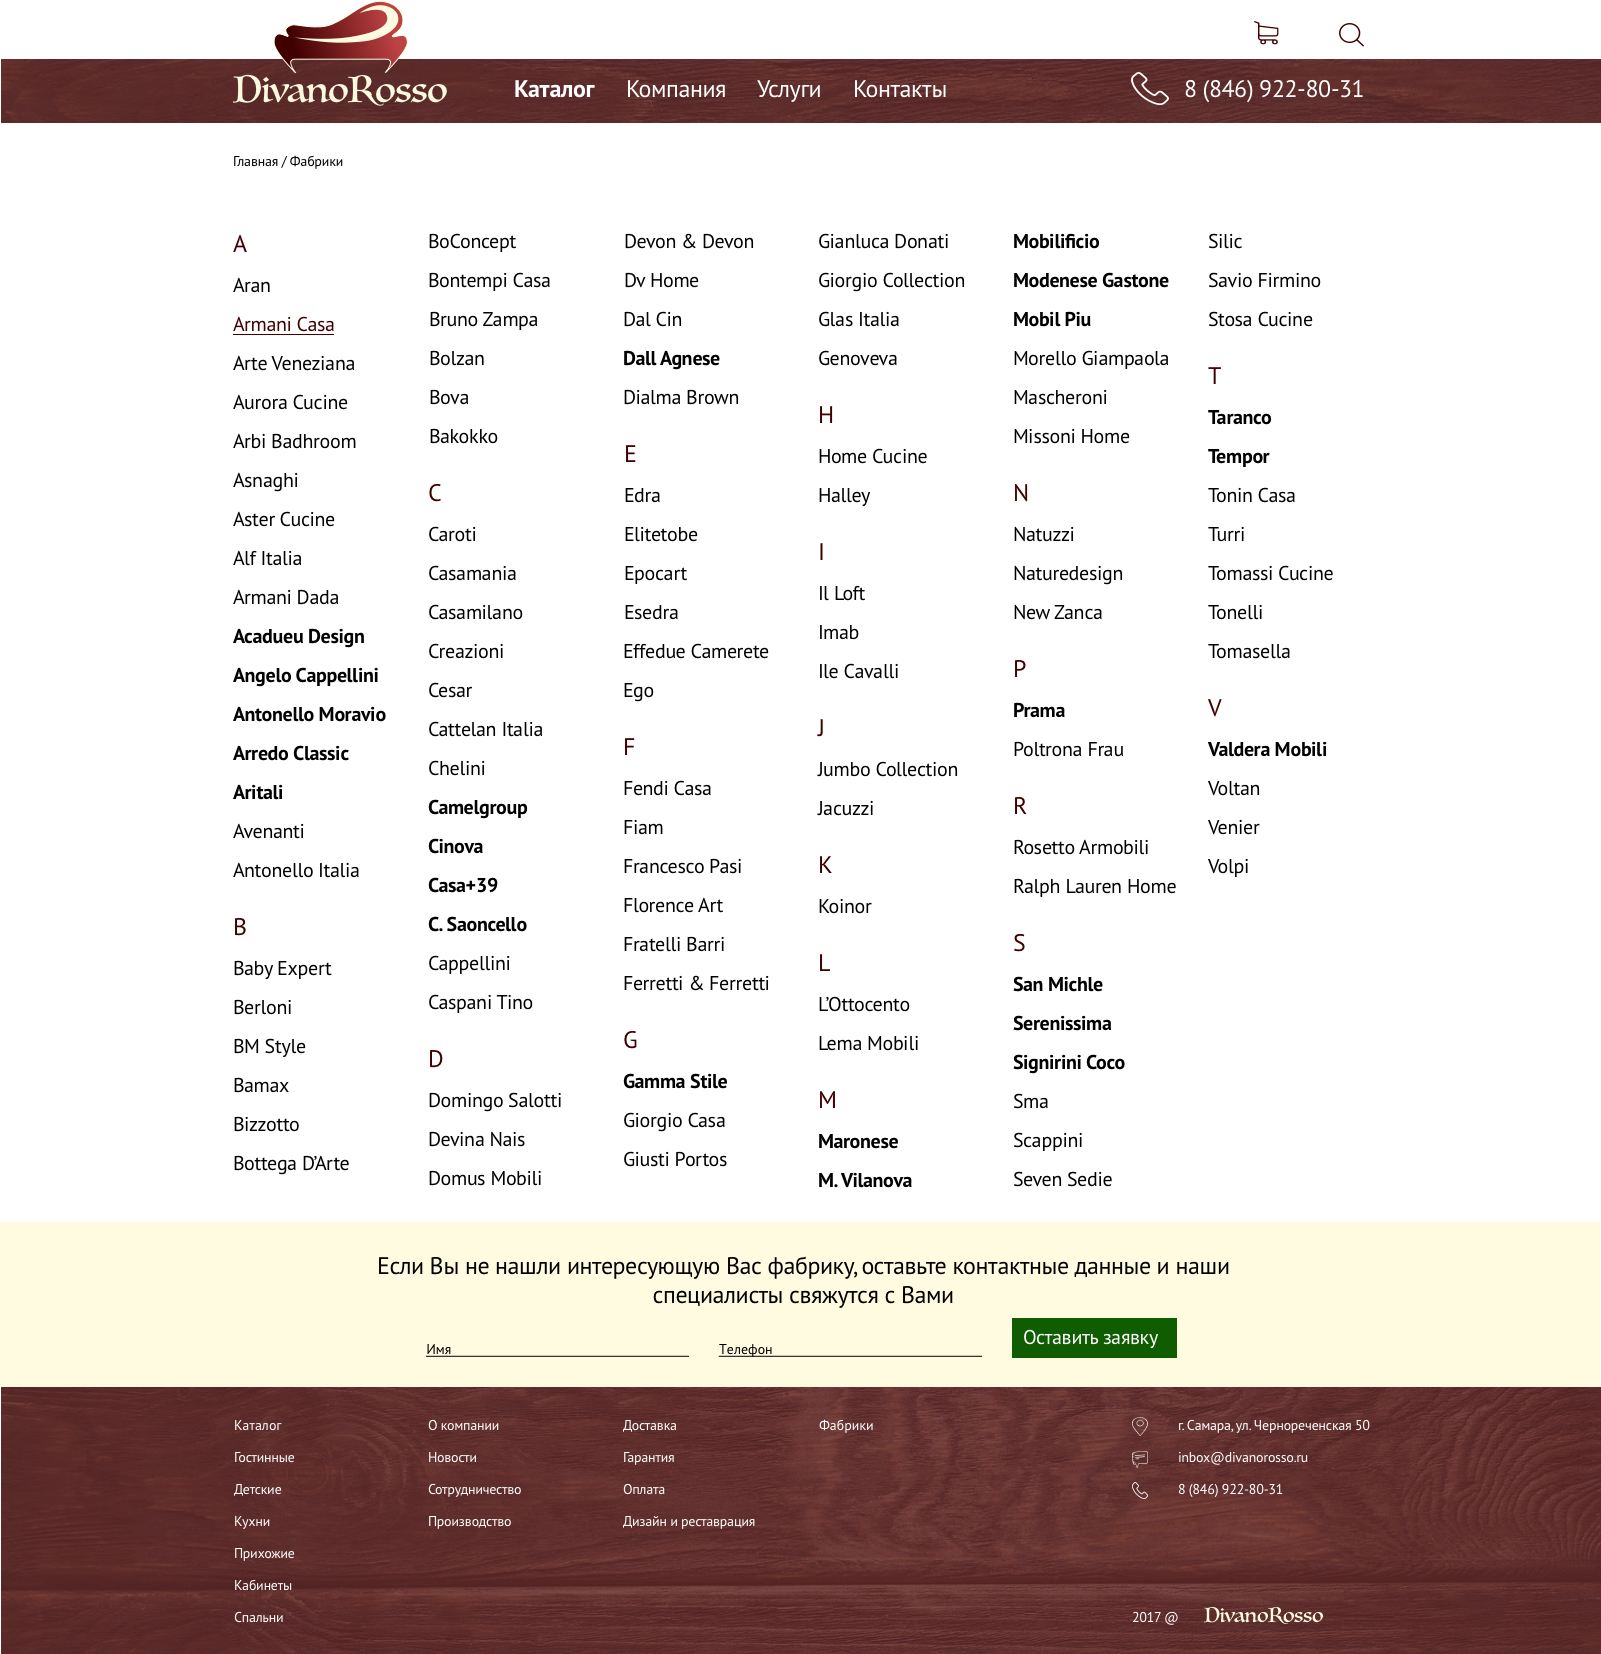 DivanoRosso
Каталог Компания Услуги Контакты 8 (846) 922-80-31
Главная / Фабрики
A
Aran
Armani Casa
Arte Veneziana
Aurora Cucine
Arbi Badhroom
Asnaghi
Aster Cucine
Alf Italia
Armani Dada
Acadueu Design
Angelo Cappellini
Antonello Moravio
Arredo Classic
Aritali
Avenanti
Antonello Italia
B
Baby Expert
Berloni
BM Style
Bamax
Bizzotto
Bottega D'Arte
BoConcept
Bontempi Casa
Bruno Zampa
Bolzan
Bova
Bakokko
C
Caroti
Casamania
Casamilano
Creazioni
Cesar
Cattelan Italia
Chelini
Camelgroup
Cinova
Casa+39
C. Saoncello
Cappellini
Caspani Tino
D
Domingo Salotti
Devina Nais
Domus Mobili
Devon & Devon
Dv Home
Dal Cin
Dall Agnese
Dialma Brown
E
Edra
Elitetobe
Epocart
Esedra
Effedue Camerete
Ego
F
Fendi Casa
Fiam
Francesco Pasi
Florence Art
Fratelli Barri
Ferretti & Ferretti
G
Gamma Stile
Giorgio Casa
Giusti Portos
Gianluca Donati
Giorgio Collection
Glas Italia
Genoveva
H
Home Cucine
Halley
I
Il Loft
Imab
Ile Cavalli
J
Jumbo Collection
Jacuzzi
K
Koinor
L
L'Ottocento
Lema Mobili
M
Maronese
M. Vilanova
Mobilificio
Modenese Gastone
Mobil Piu
Morello Giampaola
Mascheroni
Missoni Home
N
Natuzzi
Naturedesign
New Zanca
P
Prama
Poltrona Frau
R
Rosetto Armobili
Ralph Lauren Home
S
San Michle
Serenissima
Signirini Coco
Sma
Scappini
Seven Sedie
Silic
Savio Firmino
Stosa Cucine
T
Taranco
Tempor
Tonin Casa
Turri
Tomassi Cucine
Tonelli
Tomasella
V
Valdera Mobili
Voltan
Venier
Volpi
Если Вы не нашли интересующую Вас фабрику, оставьте контактные данные и наши
специалисты свяжутся с Вами
Имя
Телефон
Оставить заявку
Каталог
Гостинные
Детские
Кухни
Прихожие
Кабинеты
Спальни
О компании
Новости
Сотрудничество
Производство
Доставка
Гарантия
Оплата
Дизайн и реставрация
Фабрики
г. Самара, ул. Чернореченская 50
inbox@divanorosso.ru
8 (846) 922-80-31
2017 @ DivanoRosso